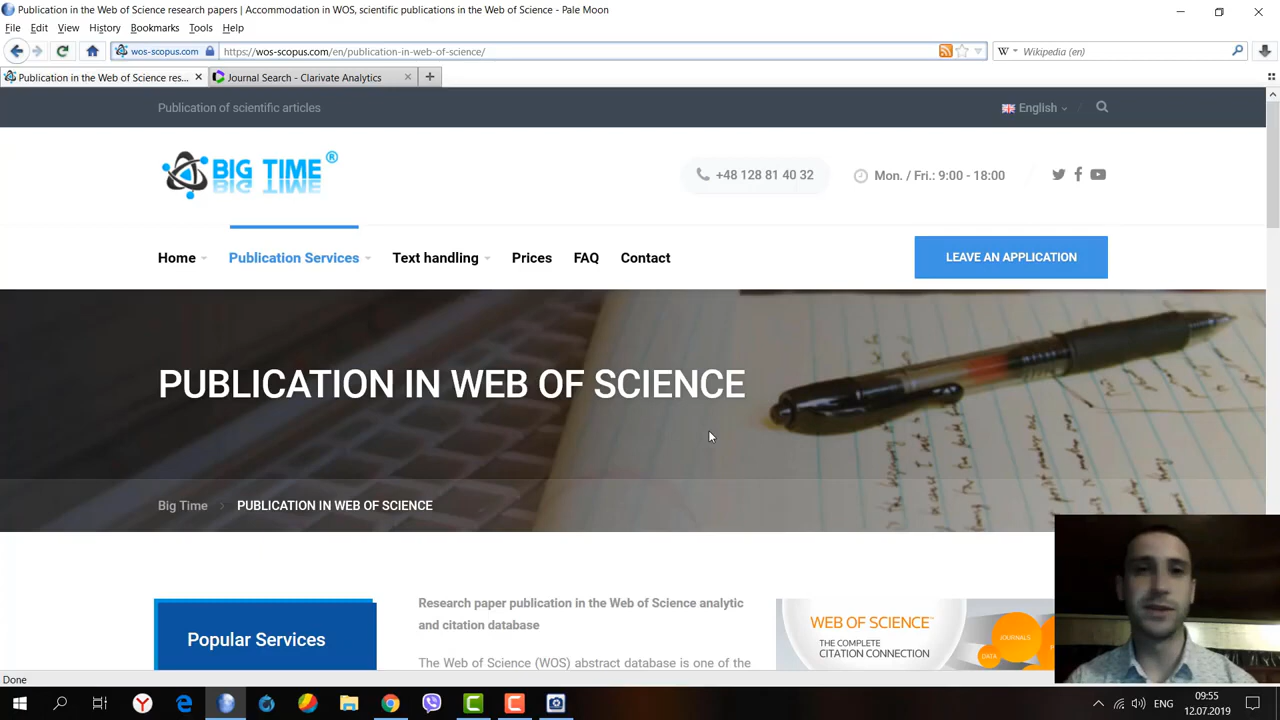 Publication in the Web of Science research papers | Accommodation in WOS, scientific publications in the Web of Science - Pale Moon
File Edit View History Bookmarks Tools Help
wos-scopus.com https://wos-scopus.com/en/publication-in-web-of-science/ W Wikipedia (en)
Publication in the Web of Science res... × Journal Search - Clarivate Analytics × +
Publication of scientific articles English
BIG TIME ® +48 128 81 40 32 Mon. / Fri.: 9:00 - 18:00
Home Publication Services Text handling Prices FAQ Contact LEAVE AN APPLICATION
PUBLICATION IN WEB OF SCIENCE
Big Time PUBLICATION IN WEB OF SCIENCE
Popular Services
Research paper publication in the Web of Science analytic
and citation database
The Web of Science (WOS) abstract database is one of the
WEB OF SCIENCE™
THE COMPLETE
CITATION CONNECTION
JOURNALS
Done
ENG 09:55
12.07.2019